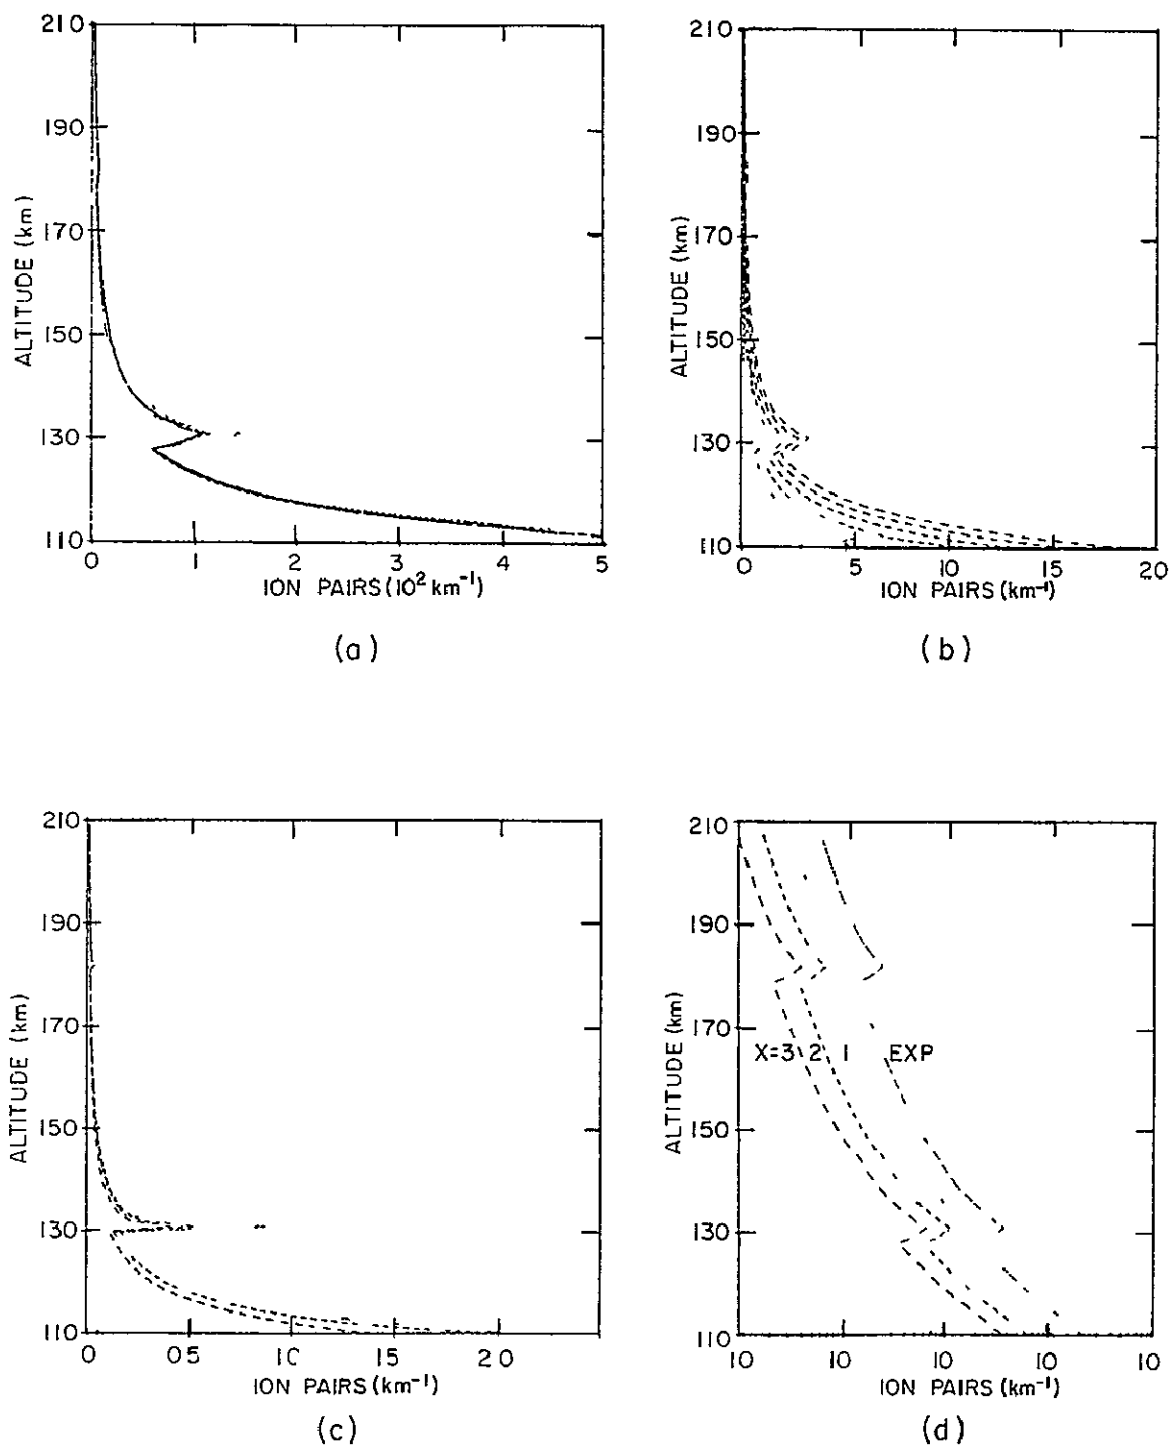 210
190
170
150
130
110
ALTITUDE (km)
0 1 2 3 4 5
ION PAIRS (10² km⁻¹)
(a)
210
190
170
150
130
110
ALTITUDE (km)
0 5 10 15 20
ION PAIRS (km⁻¹)
(b)
210
190
170
150
130
110
ALTITUDE (km)
0 05 10 15 20
ION PAIRS (km⁻¹)
(c)
210
190
170
150
130
110
ALTITUDE (km)
X=3 2 1 EXP
10 10 10 10 10
ION PAIRS (km⁻¹)
(d)